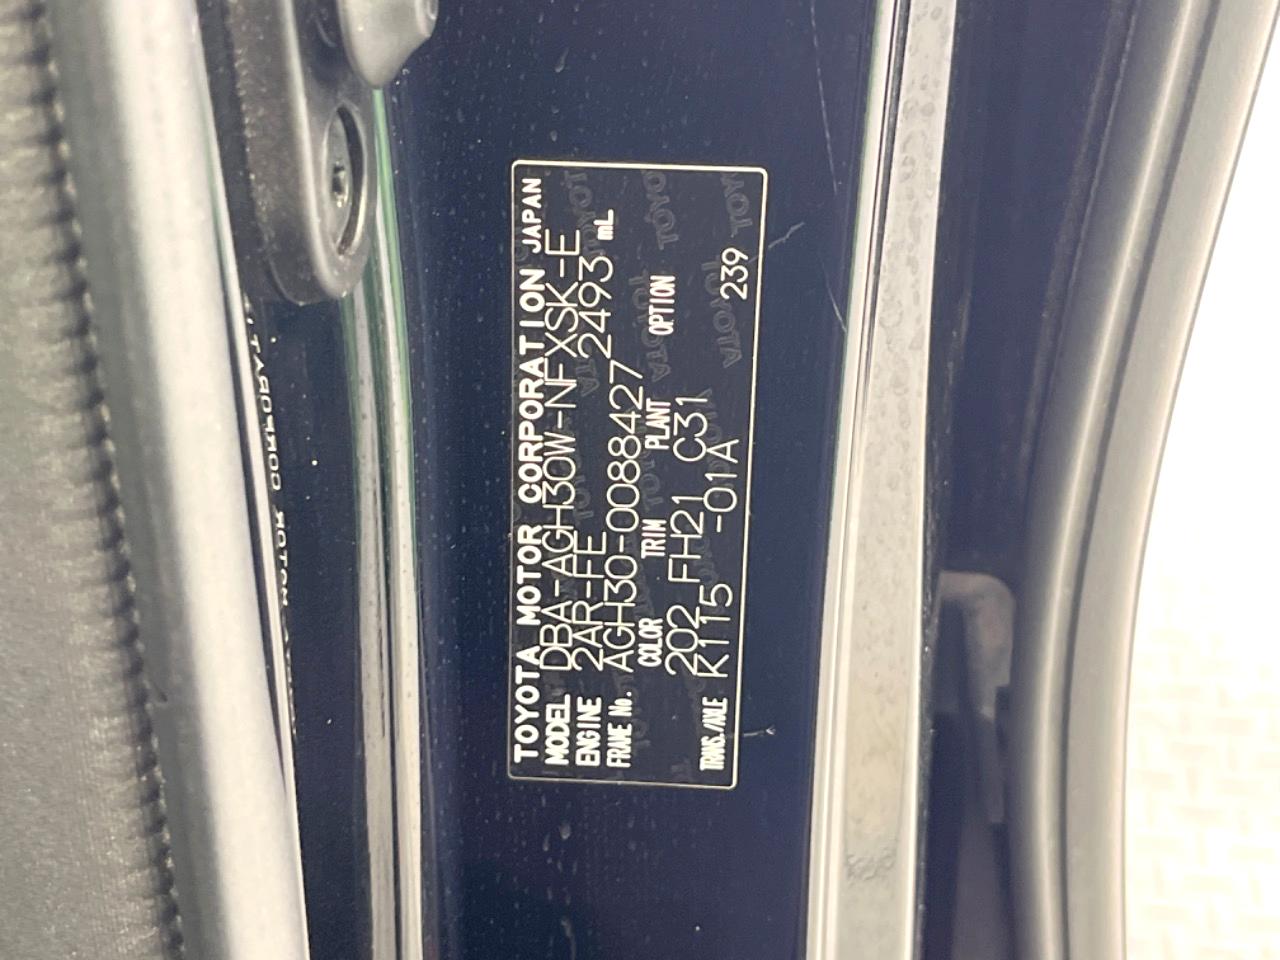 TOYOTA MOTOR CORPORATION JAPAN
MODEL DBA-AGH30W-NFXSK-E
ENGINE 2AR-FE 2493 mL
FRAME No. AGH30-0088427
COLOR TRIM PLANT OPTION
202 FH21 C31
TRANS./AXLE K115 -01A 239